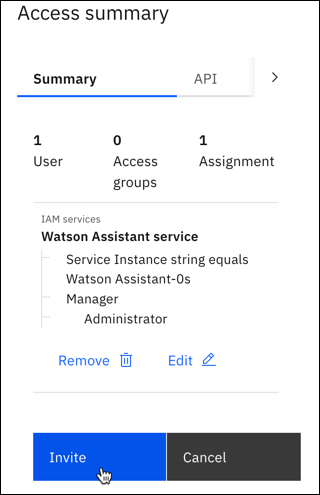 Access summary
Summary API
1 0 1
User Access groups Assignment
IAM services
Watson Assistant service
Service Instance string equals
Watson Assistant-0s
Manager
Administrator
Remove Edit
Invite Cancel